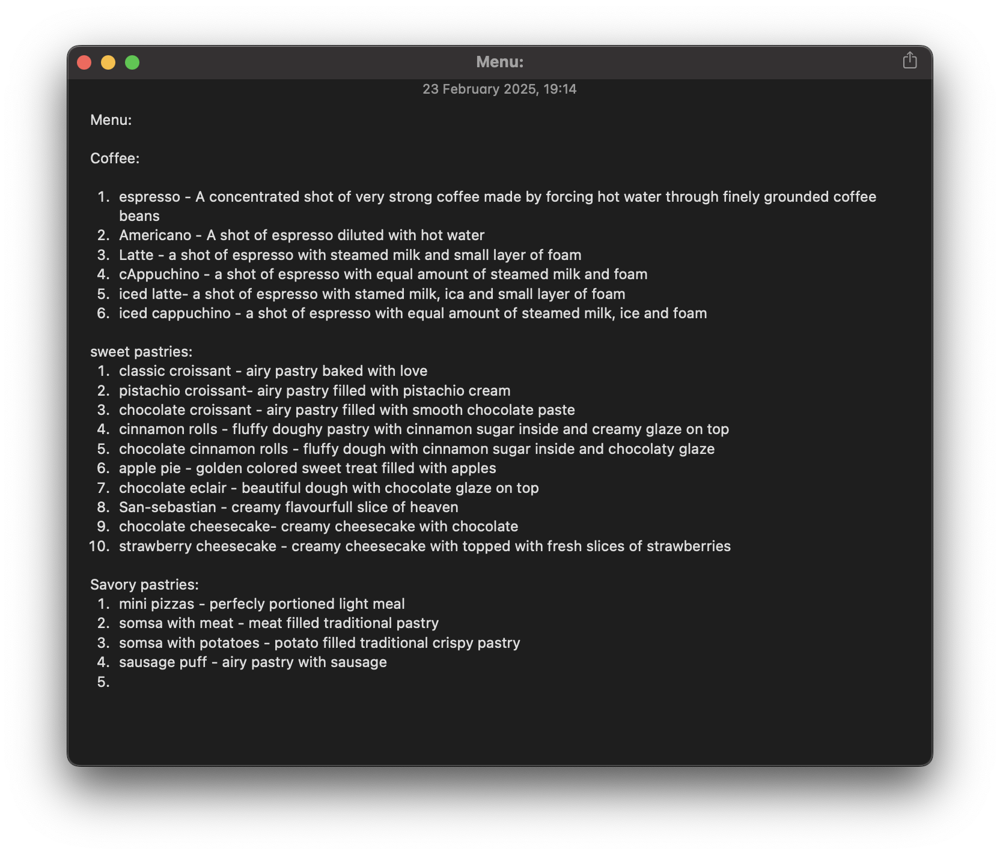 Menu:
23 February 2025, 19:14
Menu:
Coffee:
1. espresso - A concentrated shot of very strong coffee made by forcing hot water through finely grounded coffee
beans
2. Americano - A shot of espresso diluted with hot water
3. Latte - a shot of espresso with steamed milk and small layer of foam
4. cAppuchino - a shot of espresso with equal amount of steamed milk and foam
5. iced latte- a shot of espresso with stamed milk, ica and small layer of foam
6. iced cappuchino - a shot of espresso with equal amount of steamed milk, ice and foam
sweet pastries:
1. classic croissant - airy pastry baked with love
2. pistachio croissant- airy pastry filled with pistachio cream
3. chocolate croissant - airy pastry filled with smooth chocolate paste
4. cinnamon rolls - fluffy doughy pastry with cinnamon sugar inside and creamy glaze on top
5. chocolate cinnamon rolls - fluffy dough with cinnamon sugar inside and chocolaty glaze
6. apple pie - golden colored sweet treat filled with apples
7. chocolate eclair - beautiful dough with chocolate glaze on top
8. San-sebastian - creamy flavourfull slice of heaven
9. chocolate cheesecake- creamy cheesecake with chocolate
10. strawberry cheesecake - creamy cheesecake with topped with fresh slices of strawberries
Savory pastries:
1. mini pizzas - perfecly portioned light meal
2. somsa with meat - meat filled traditional pastry
3. somsa with potatoes - potato filled traditional crispy pastry
4. sausage puff - airy pastry with sausage
5.